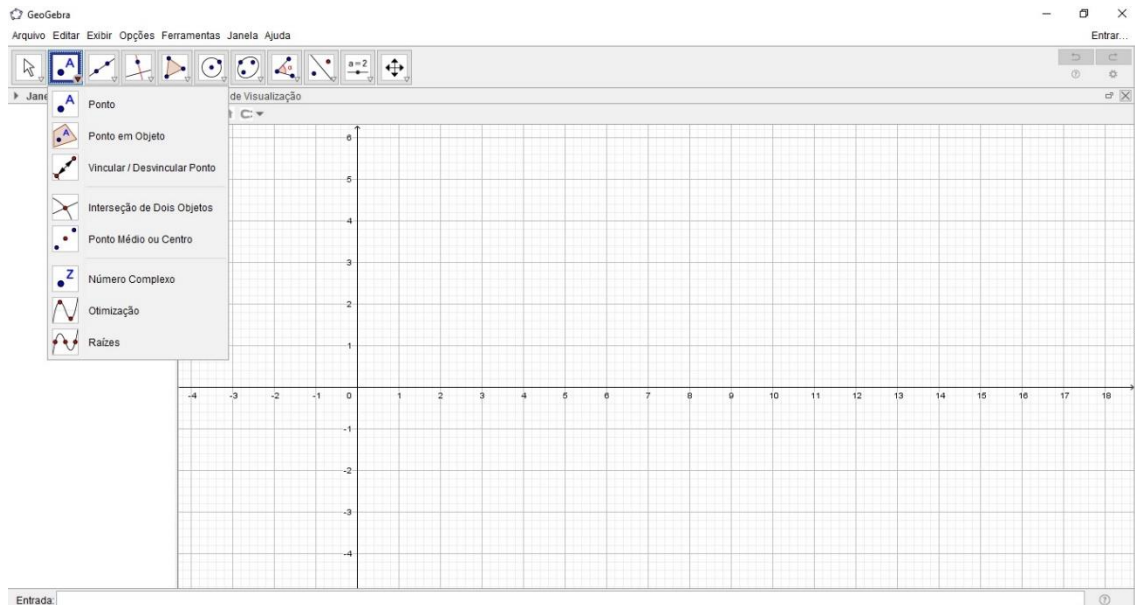 GeoGebra
Arquivo Editar Exibir Opções Ferramentas Janela Ajuda Entrar...
A
a=2
Jane
de Visualização
A Ponto
A Ponto em Objeto
Vincular / Desvincular Ponto
Interseção de Dois Objetos
Ponto Médio ou Centro
Z Número Complexo
Otimização
Raízes
6
5
4
3
2
1
-4 -3 -2 -1 0 1 2 3 4 5 6 7 8 9 10 11 12 13 14 15 16 17 18
-1
-2
-3
-4
Entrada: